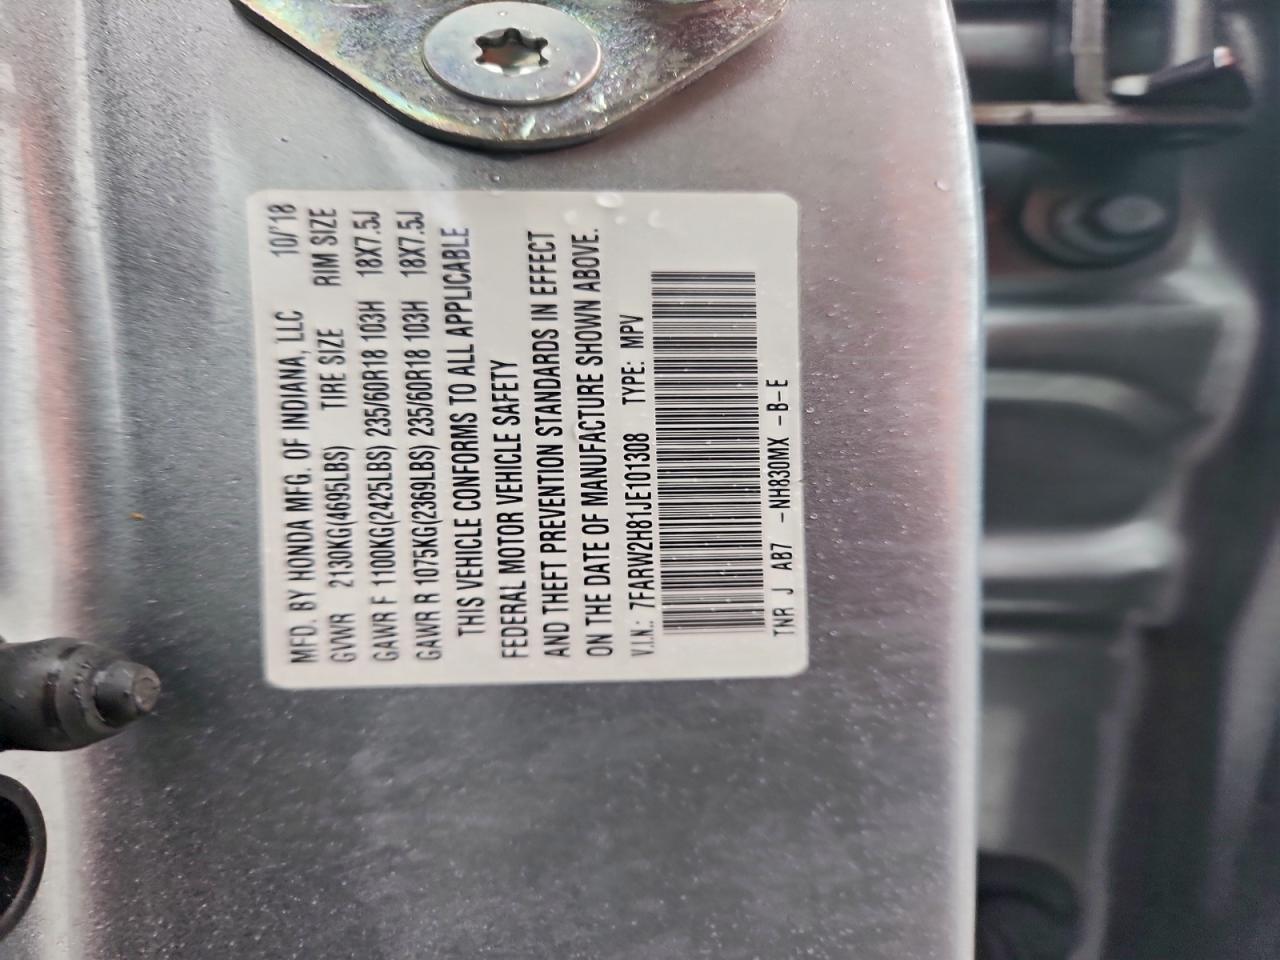 MFD. BY HONDA MFG. OF INDIANA, LLC 10/'18
GVWR 2130KG(4695LBS) TIRE SIZE RIM SIZE
GAWR F 1100KG(2425LBS) 235/60R18 103H 18X7.5J
GAWR R 1075KG(2369LBS) 235/60R18 103H 18X7.5J
THIS VEHICLE CONFORMS TO ALL APPLICABLE
FEDERAL MOTOR VEHICLE SAFETY
AND THEFT PREVENTION STANDARDS IN EFFECT
ON THE DATE OF MANUFACTURE SHOWN ABOVE.
V.I.N.: 7FARW2H81JE101308 TYPE: MPV
TNR J AB7 -NH830MX -B-E